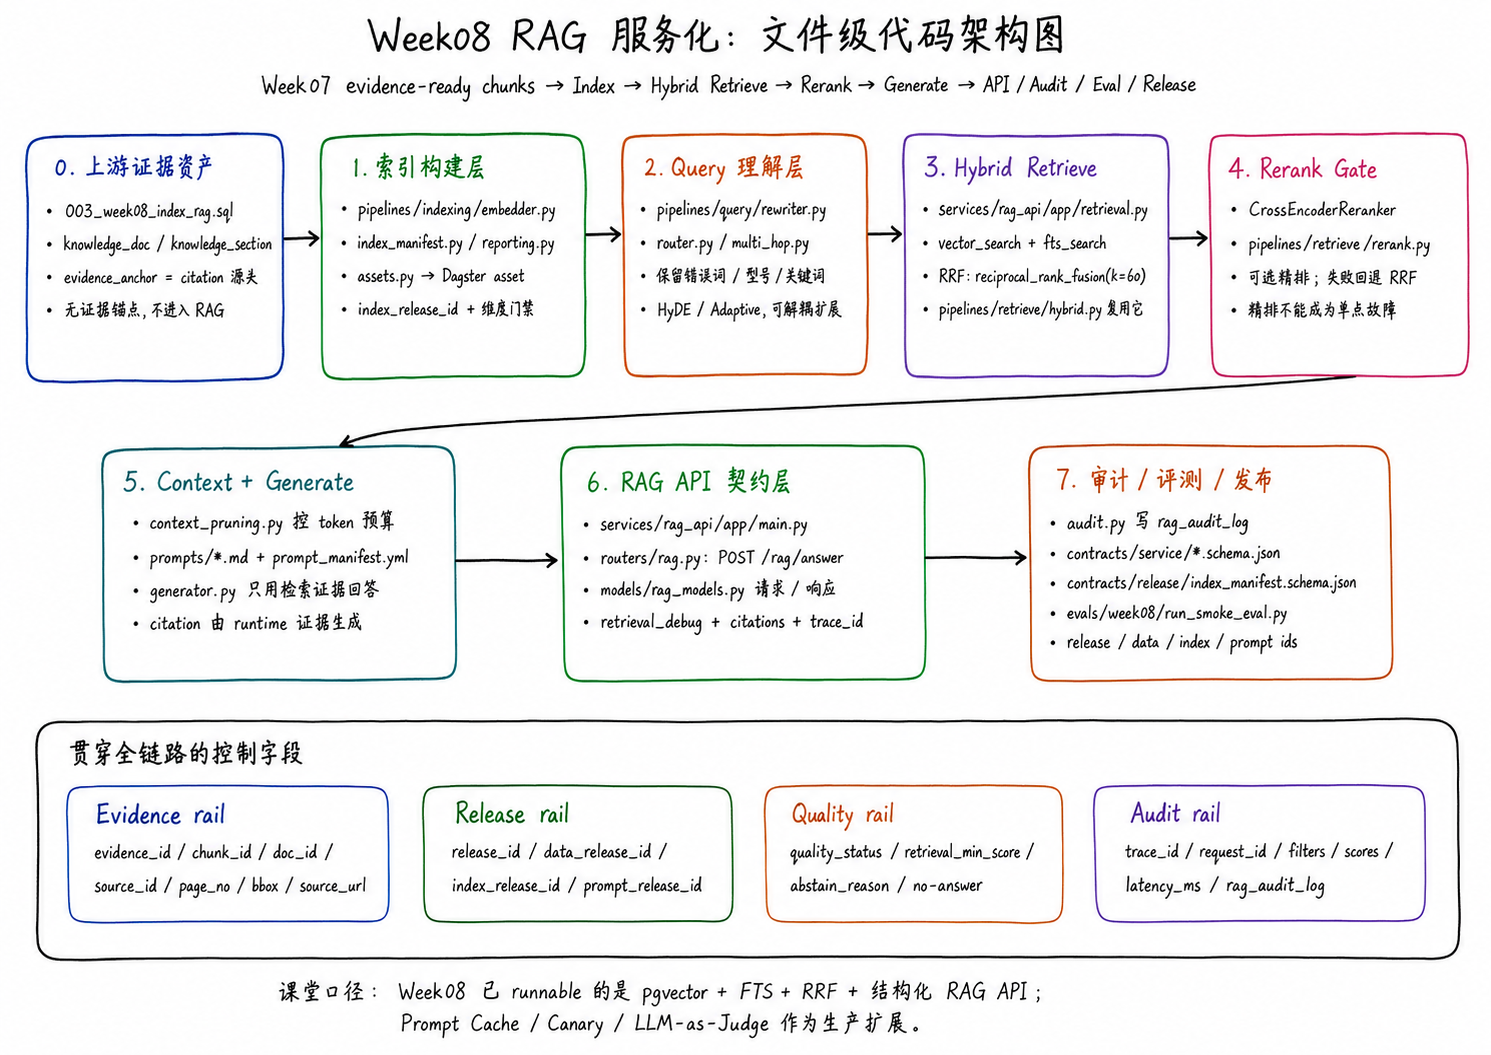 Week08 RAG 服务化: 文件级代码架构图
Week07 evidence-ready chunks → Index → Hybrid Retrieve → Rerank → Generate → API / Audit / Eval / Release
0. 上游证据资产
• 003_week08_index_rag.sql
• knowledge_doc / knowledge_section
• evidence_anchor = citation 源头
• 无证据锚点, 不进入 RAG
1. 索引构建层
• pipelines/indexing/embedder.py
• index_manifest.py / reporting.py
• assets.py → Dagster asset
• index_release_id + 维度门禁
2. Query 理解层
• pipelines/query/rewriter.py
• router.py / multi_hop.py
• 保留错误词 / 型号 / 关键词
• HyDE / Adaptive, 可解耦扩展
3. Hybrid Retrieve
• services/rag_api/app/retrieval.py
• vector_search + fts_search
• RRF: reciprocal_rank_fusion(k=60)
• pipelines/retrieve/hybrid.py 复用它
4. Rerank Gate
• CrossEncoderReranker
• pipelines/retrieve/rerank.py
• 可选精排; 失败回退 RRF
• 精排不能成为单点故障
5. Context + Generate
• context_pruning.py 控 token 预算
• prompts/*.md + prompt_manifest.yml
• generator.py 只用检索证据回答
• citation 由 runtime 证据生成
6. RAG API 契约层
• services/rag_api/app/main.py
• routers/rag.py: POST /rag/answer
• models/rag_models.py 请求 / 响应
• retrieval_debug + citations + trace_id
7. 审计 / 评测 / 发布
• audit.py 写 rag_audit_log
• contracts/service/*.schema.json
• contracts/release/index_manifest.schema.json
• evals/week08/run_smoke_eval.py
• release / data / index / prompt ids
贯穿全链路的控制字段
Evidence rail
evidence_id / chunk_id / doc_id /
source_id / page_no / bbox / source_url
Release rail
release_id / data_release_id /
index_release_id / prompt_release_id
Quality rail
quality_status / retrieval_min_score /
abstain_reason / no-answer
Audit rail
trace_id / request_id / filters / scores /
latency_ms / rag_audit_log
课堂口径: Week08 已 runnable 的是 pgvector + FTS + RRF + 结构化 RAG API;
Prompt Cache / Canary / LLM-as-Judge 作为生产扩展。